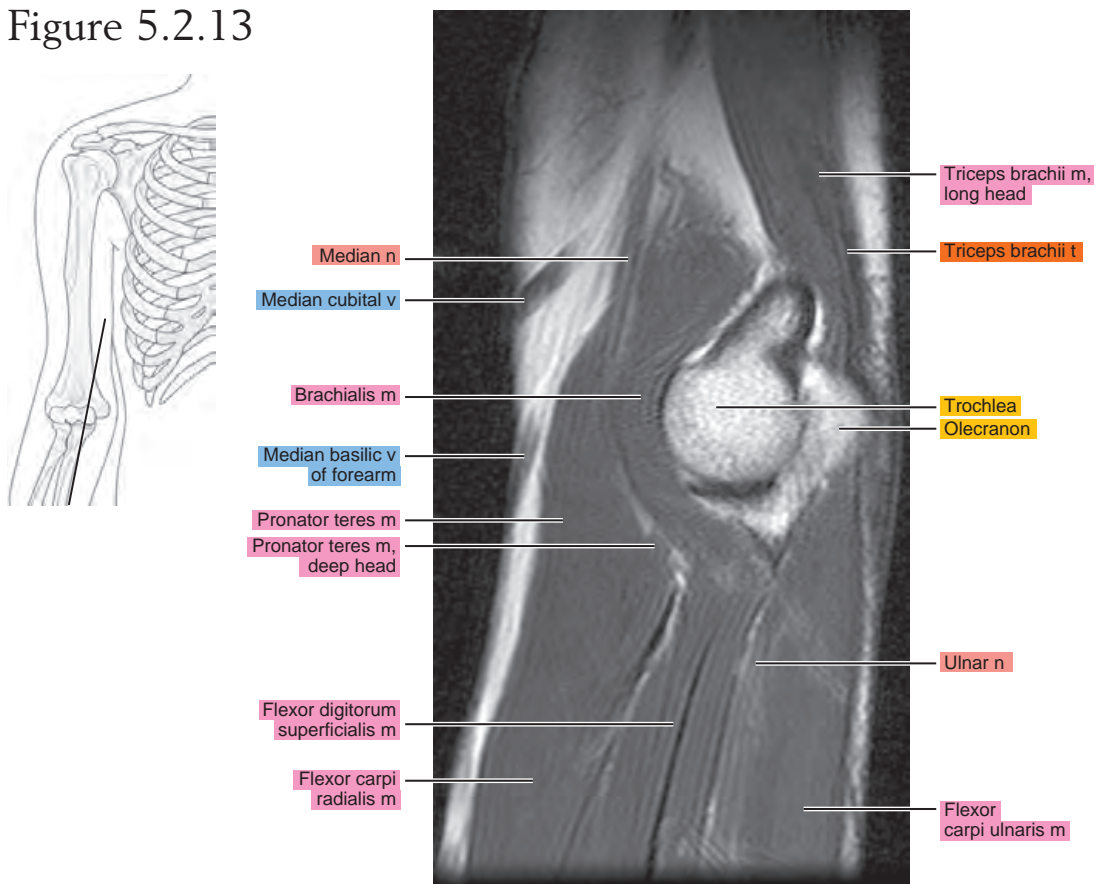 Figure 5.2.13
Median n
Median cubital v
Brachialis m
Median basilic v
of forearm
Pronator teres m
Pronator teres m,
deep head
Flexor digitorum
superficialis m
Flexor carpi
radialis m
Triceps brachii m,
long head
Triceps brachii t
Trochlea
Olecranon
Ulnar n
Flexor
carpi ulnaris m